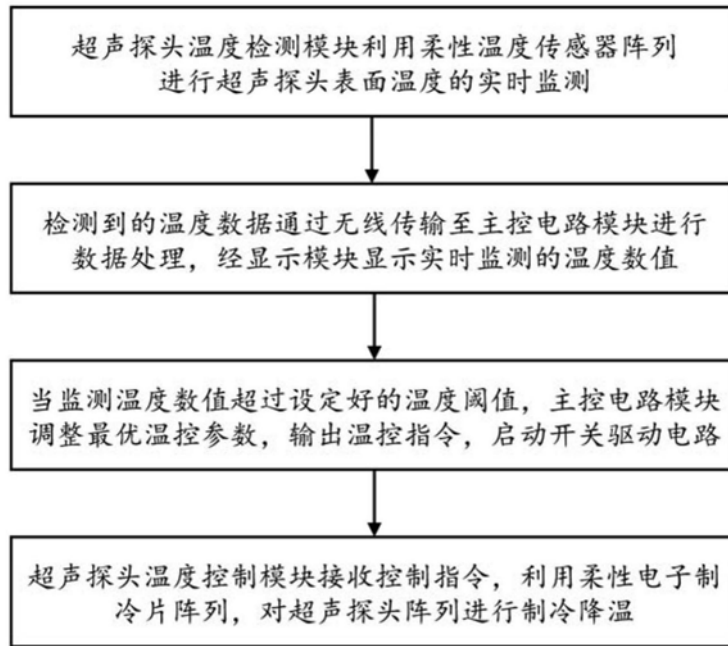 超声探头温度检测模块利用柔性温度传感器阵列
进行超声探头表面温度的实时监测
检测到的温度数据通过无线传输至主控电路模块进行
数据处理，经显示模块显示实时监测的温度数值
当监测温度数值超过设定好的温度阈值，主控电路模块
调整最优温控参数，输出温控指令，启动开关驱动电路
超声探头温度控制模块接收控制指令，利用柔性电子制
冷片阵列，对超声探头阵列进行制冷降温